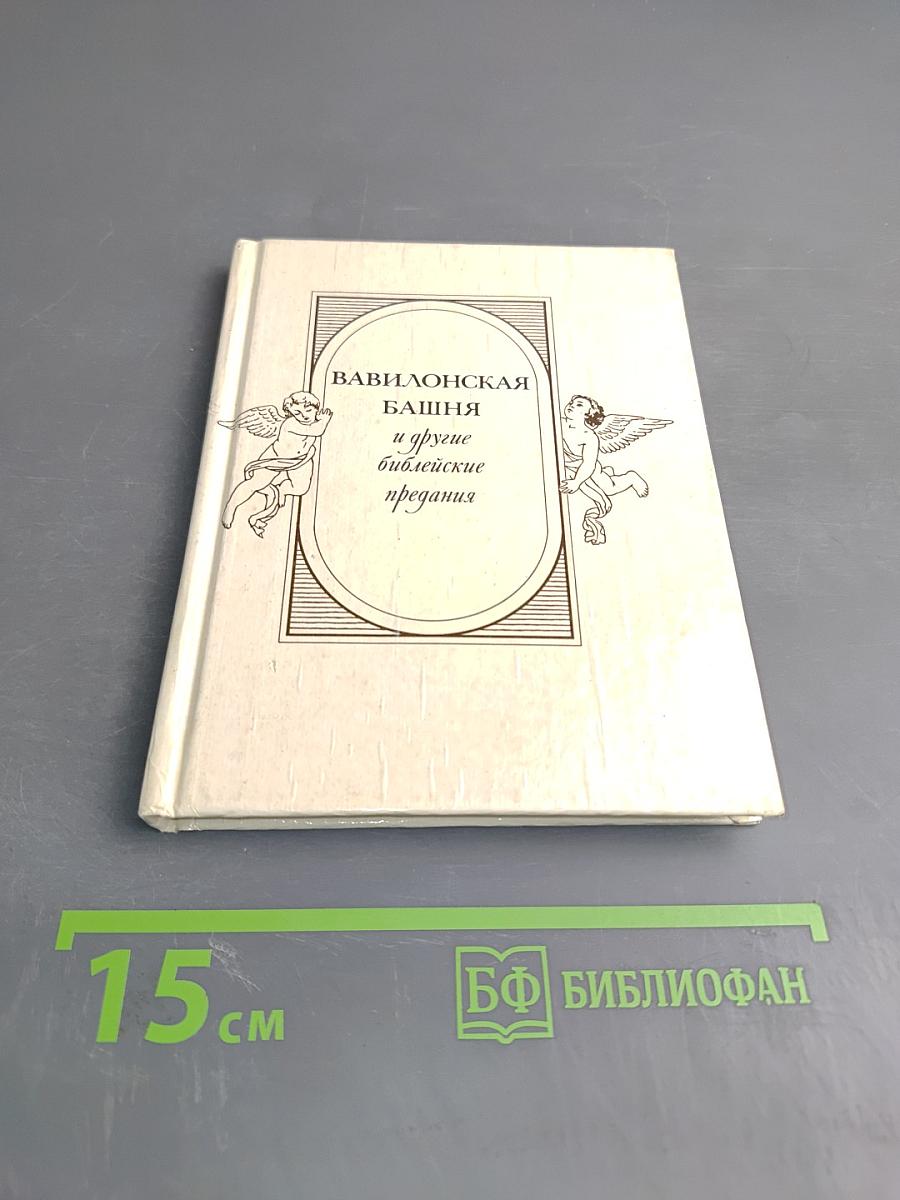 ВАВИЛОНСКАЯ
БАШНЯ
и другие
библейские
предания
15 см
БФ БИБЛИОФАН